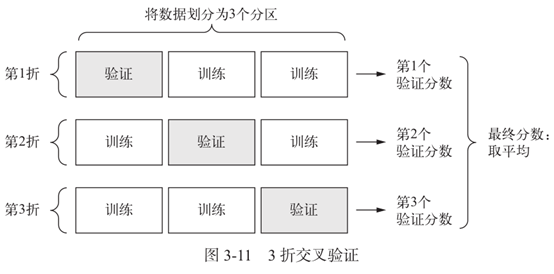 将数据划分为3个分区
第1折 验证 训练 训练 第1个
验证分数
第2折 训练 验证 训练 第2个
验证分数
最终分数：
取平均
第3折 训练 训练 验证 第3个
验证分数
图 3-11 3 折交叉验证